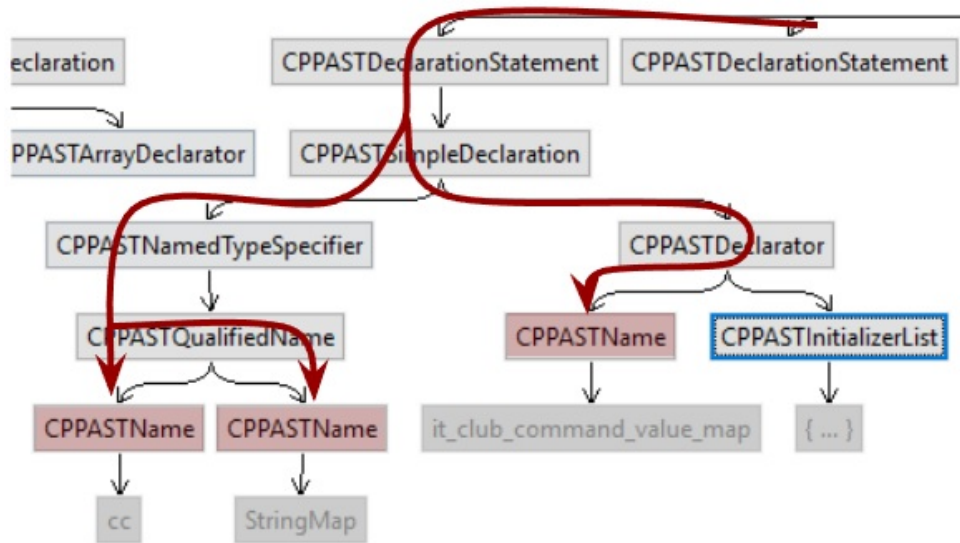 eclaration
CPPASTDeclarationStatement
CPPASTDeclarationStatement
PPASTArrayDeclarator
CPPASTSimpleDeclaration
CPPASTNamedTypeSpecifier
CPPASTDeclarator
CPPASTQualifiedName
CPPASTName
CPPASTInitializerList
CPPASTName
CPPASTName
it_club_command_value_map
{ ... }
cc
StringMap